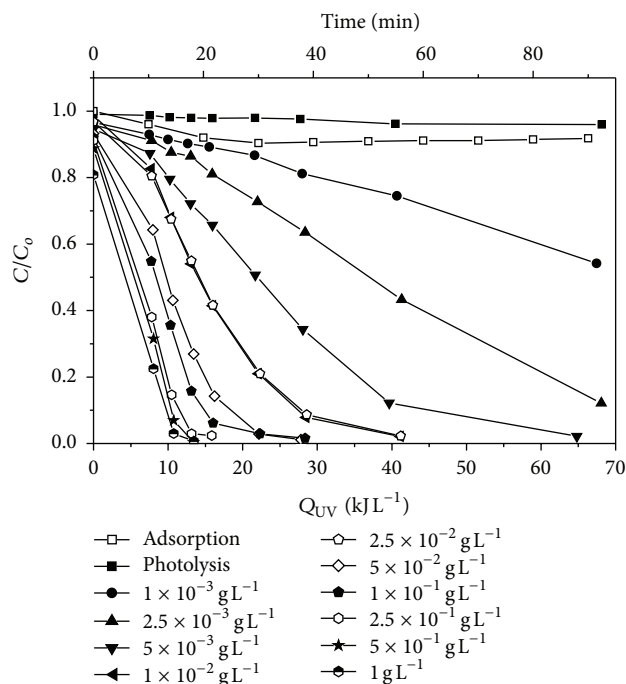 Time (min)
0 20 40 60 80
1.0
0.8
0.6
0.4
0.2
0.0
C/Co
0 10 20 30 40 50 60 70
QUV (kJ L−1)
Adsorption
Photolysis
1 × 10−3 g L−1
2.5 × 10−3 g L−1
5 × 10−3 g L−1
1 × 10−2 g L−1
2.5 × 10−2 g L−1
5 × 10−2 g L−1
1 × 10−1 g L−1
2.5 × 10−1 g L−1
5 × 10−1 g L−1
1 g L−1